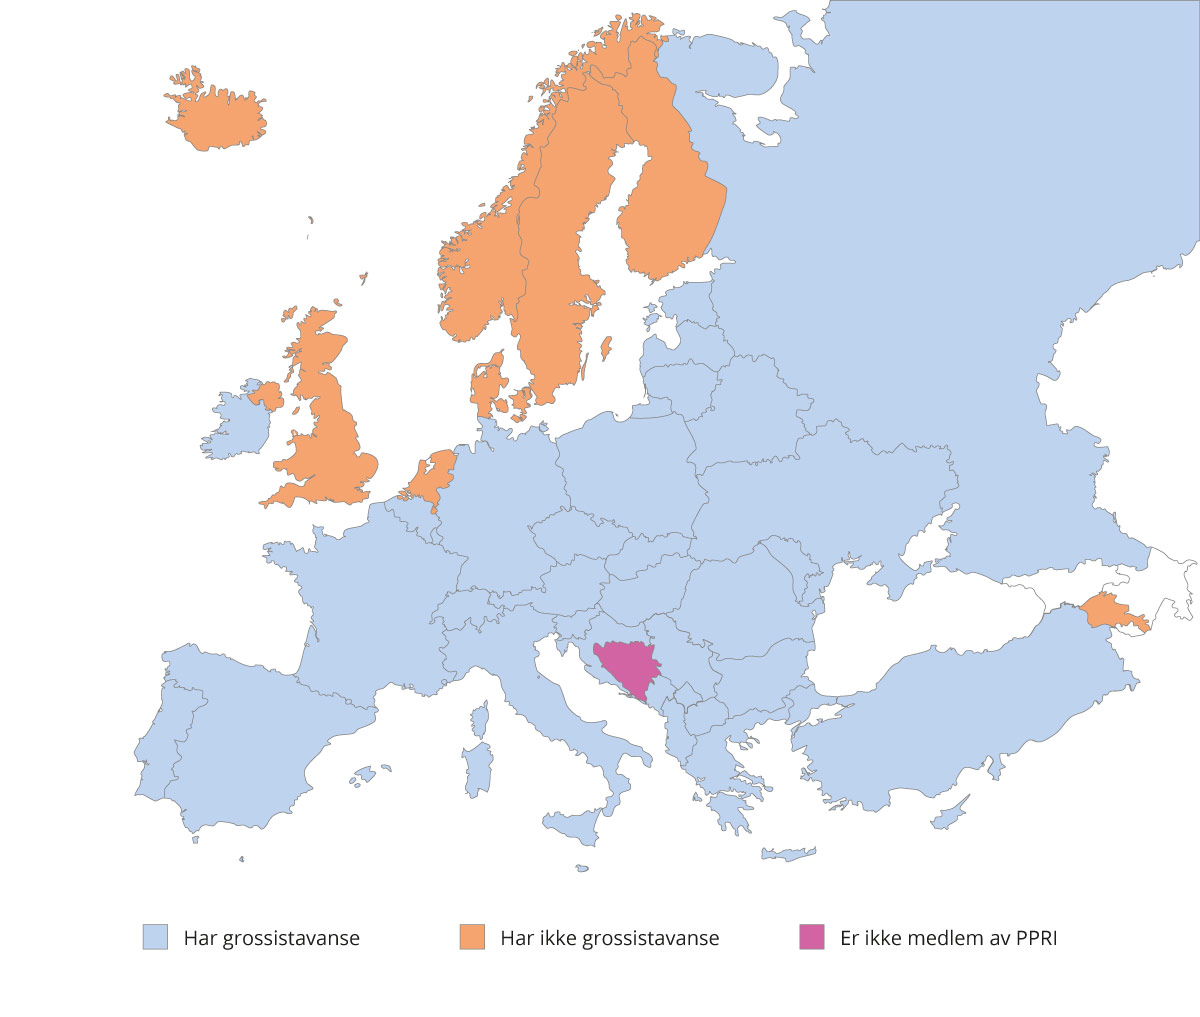 Har grossistavanse
Har ikke grossistavanse
Er ikke medlem av PPRI